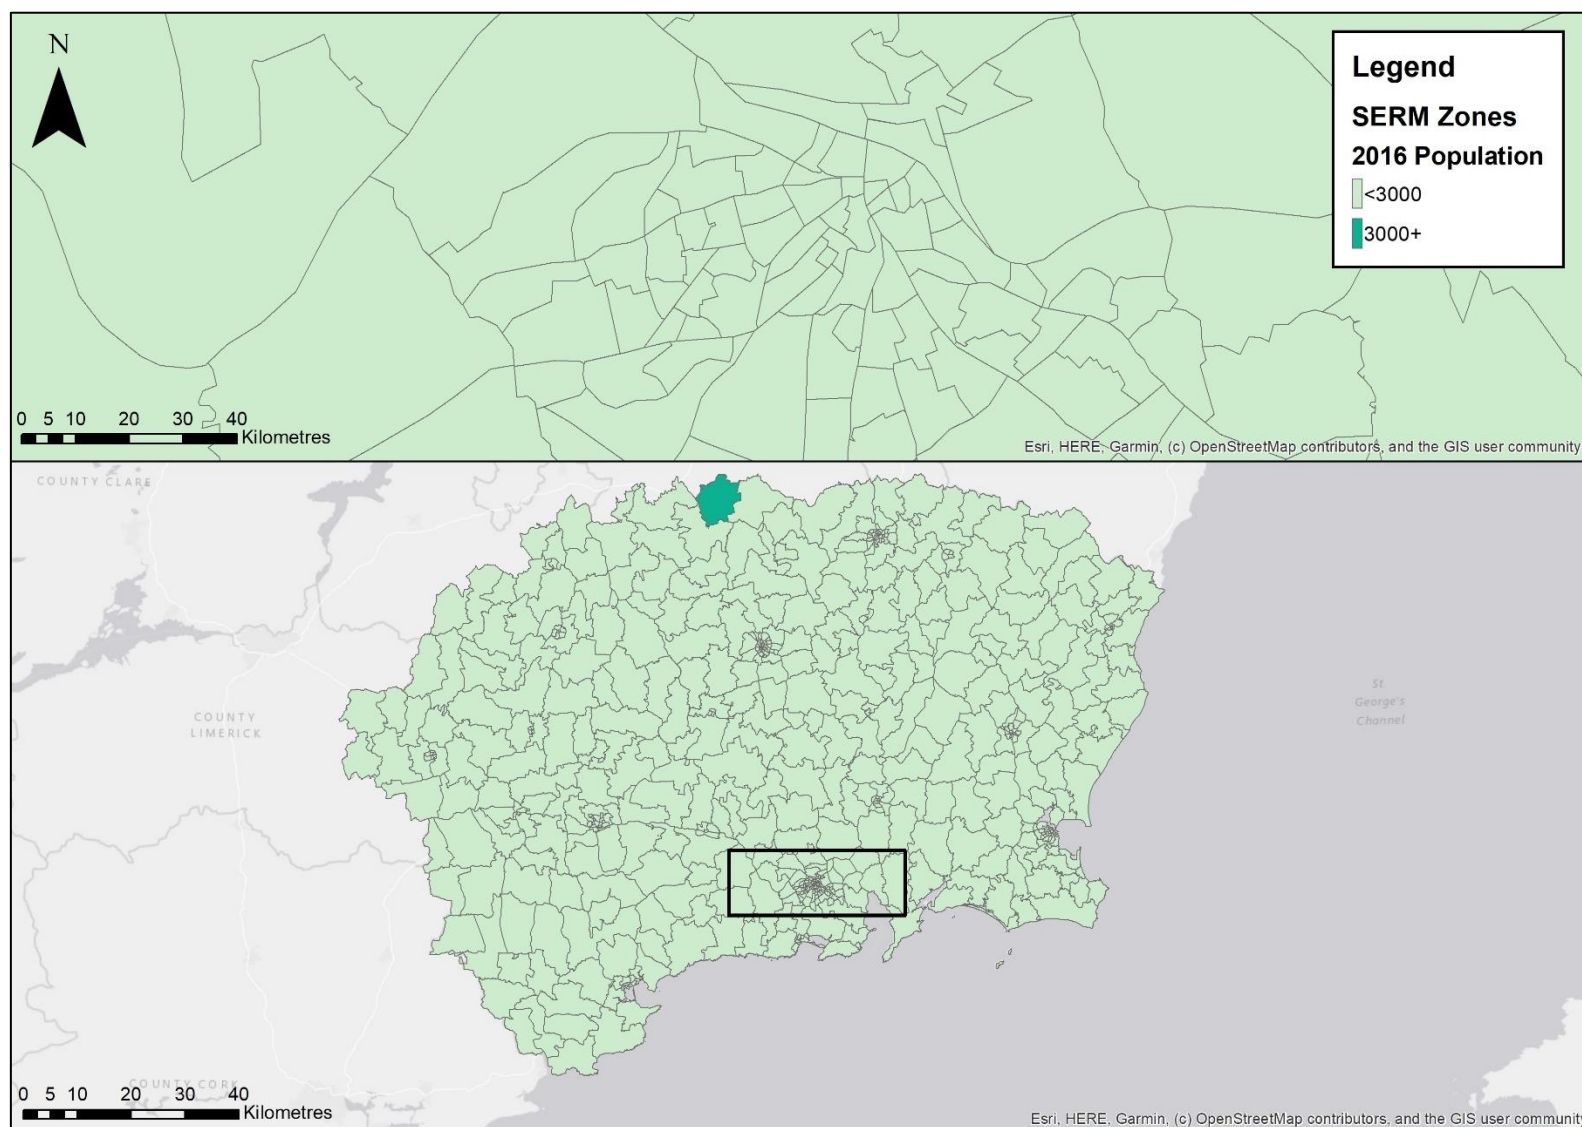 N
Legend
SERM Zones
2016 Population
<3000
3000+
0 5 10 20 30 40
Kilometres
Esri, HERE, Garmin, (c) OpenStreetMap contributors, and the GIS user community
COUNTY CLARE
COUNTY
LIMERICK
St.
George's
Channel
COUNTY CORK
0 5 10 20 30 40
Kilometres
Esri, HERE, Garmin, (c) OpenStreetMap contributors, and the GIS user community